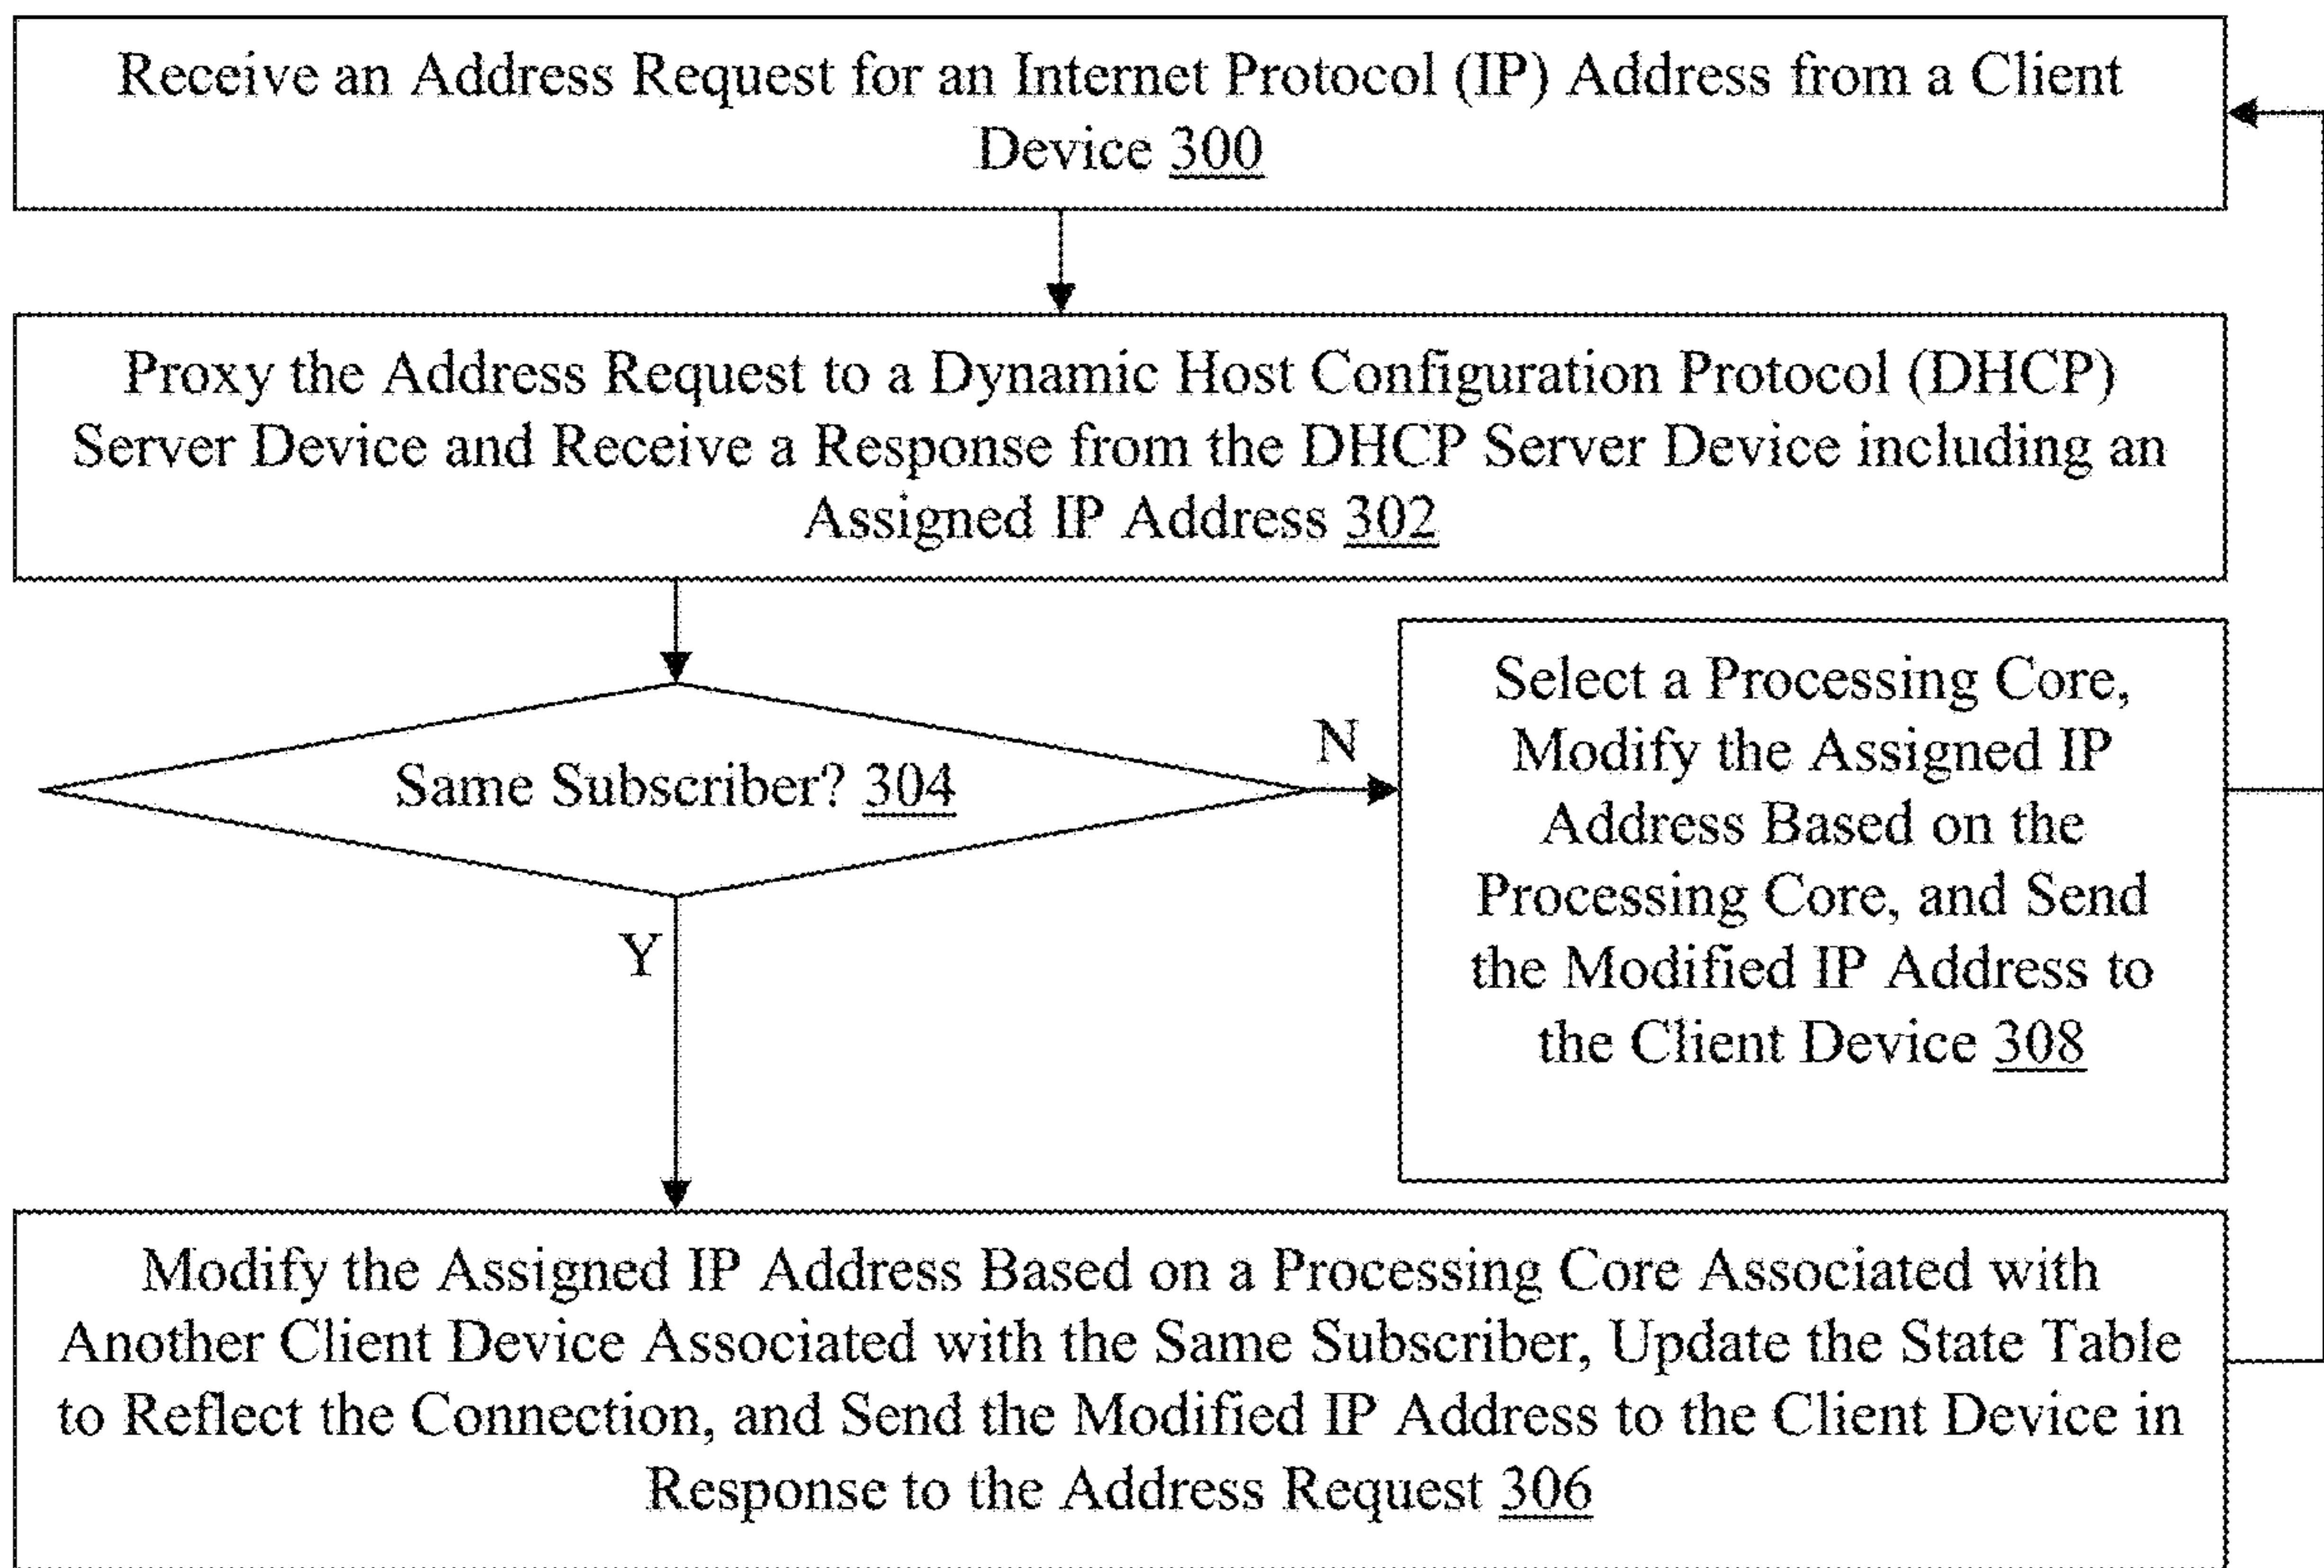 Receive an Address Request for an Internet Protocol (IP) Address from a Client
Device 300
Proxy the Address Request to a Dynamic Host Configuration Protocol (DHCP)
Server Device and Receive a Response from the DHCP Server Device including an
Assigned IP Address 302
Same Subscriber? 304
N
Select a Processing Core,
Modify the Assigned IP
Address Based on the
Processing Core, and Send
the Modified IP Address to
the Client Device 308
Y
Modify the Assigned IP Address Based on a Processing Core Associated with
Another Client Device Associated with the Same Subscriber, Update the State Table
to Reflect the Connection, and Send the Modified IP Address to the Client Device in
Response to the Address Request 306